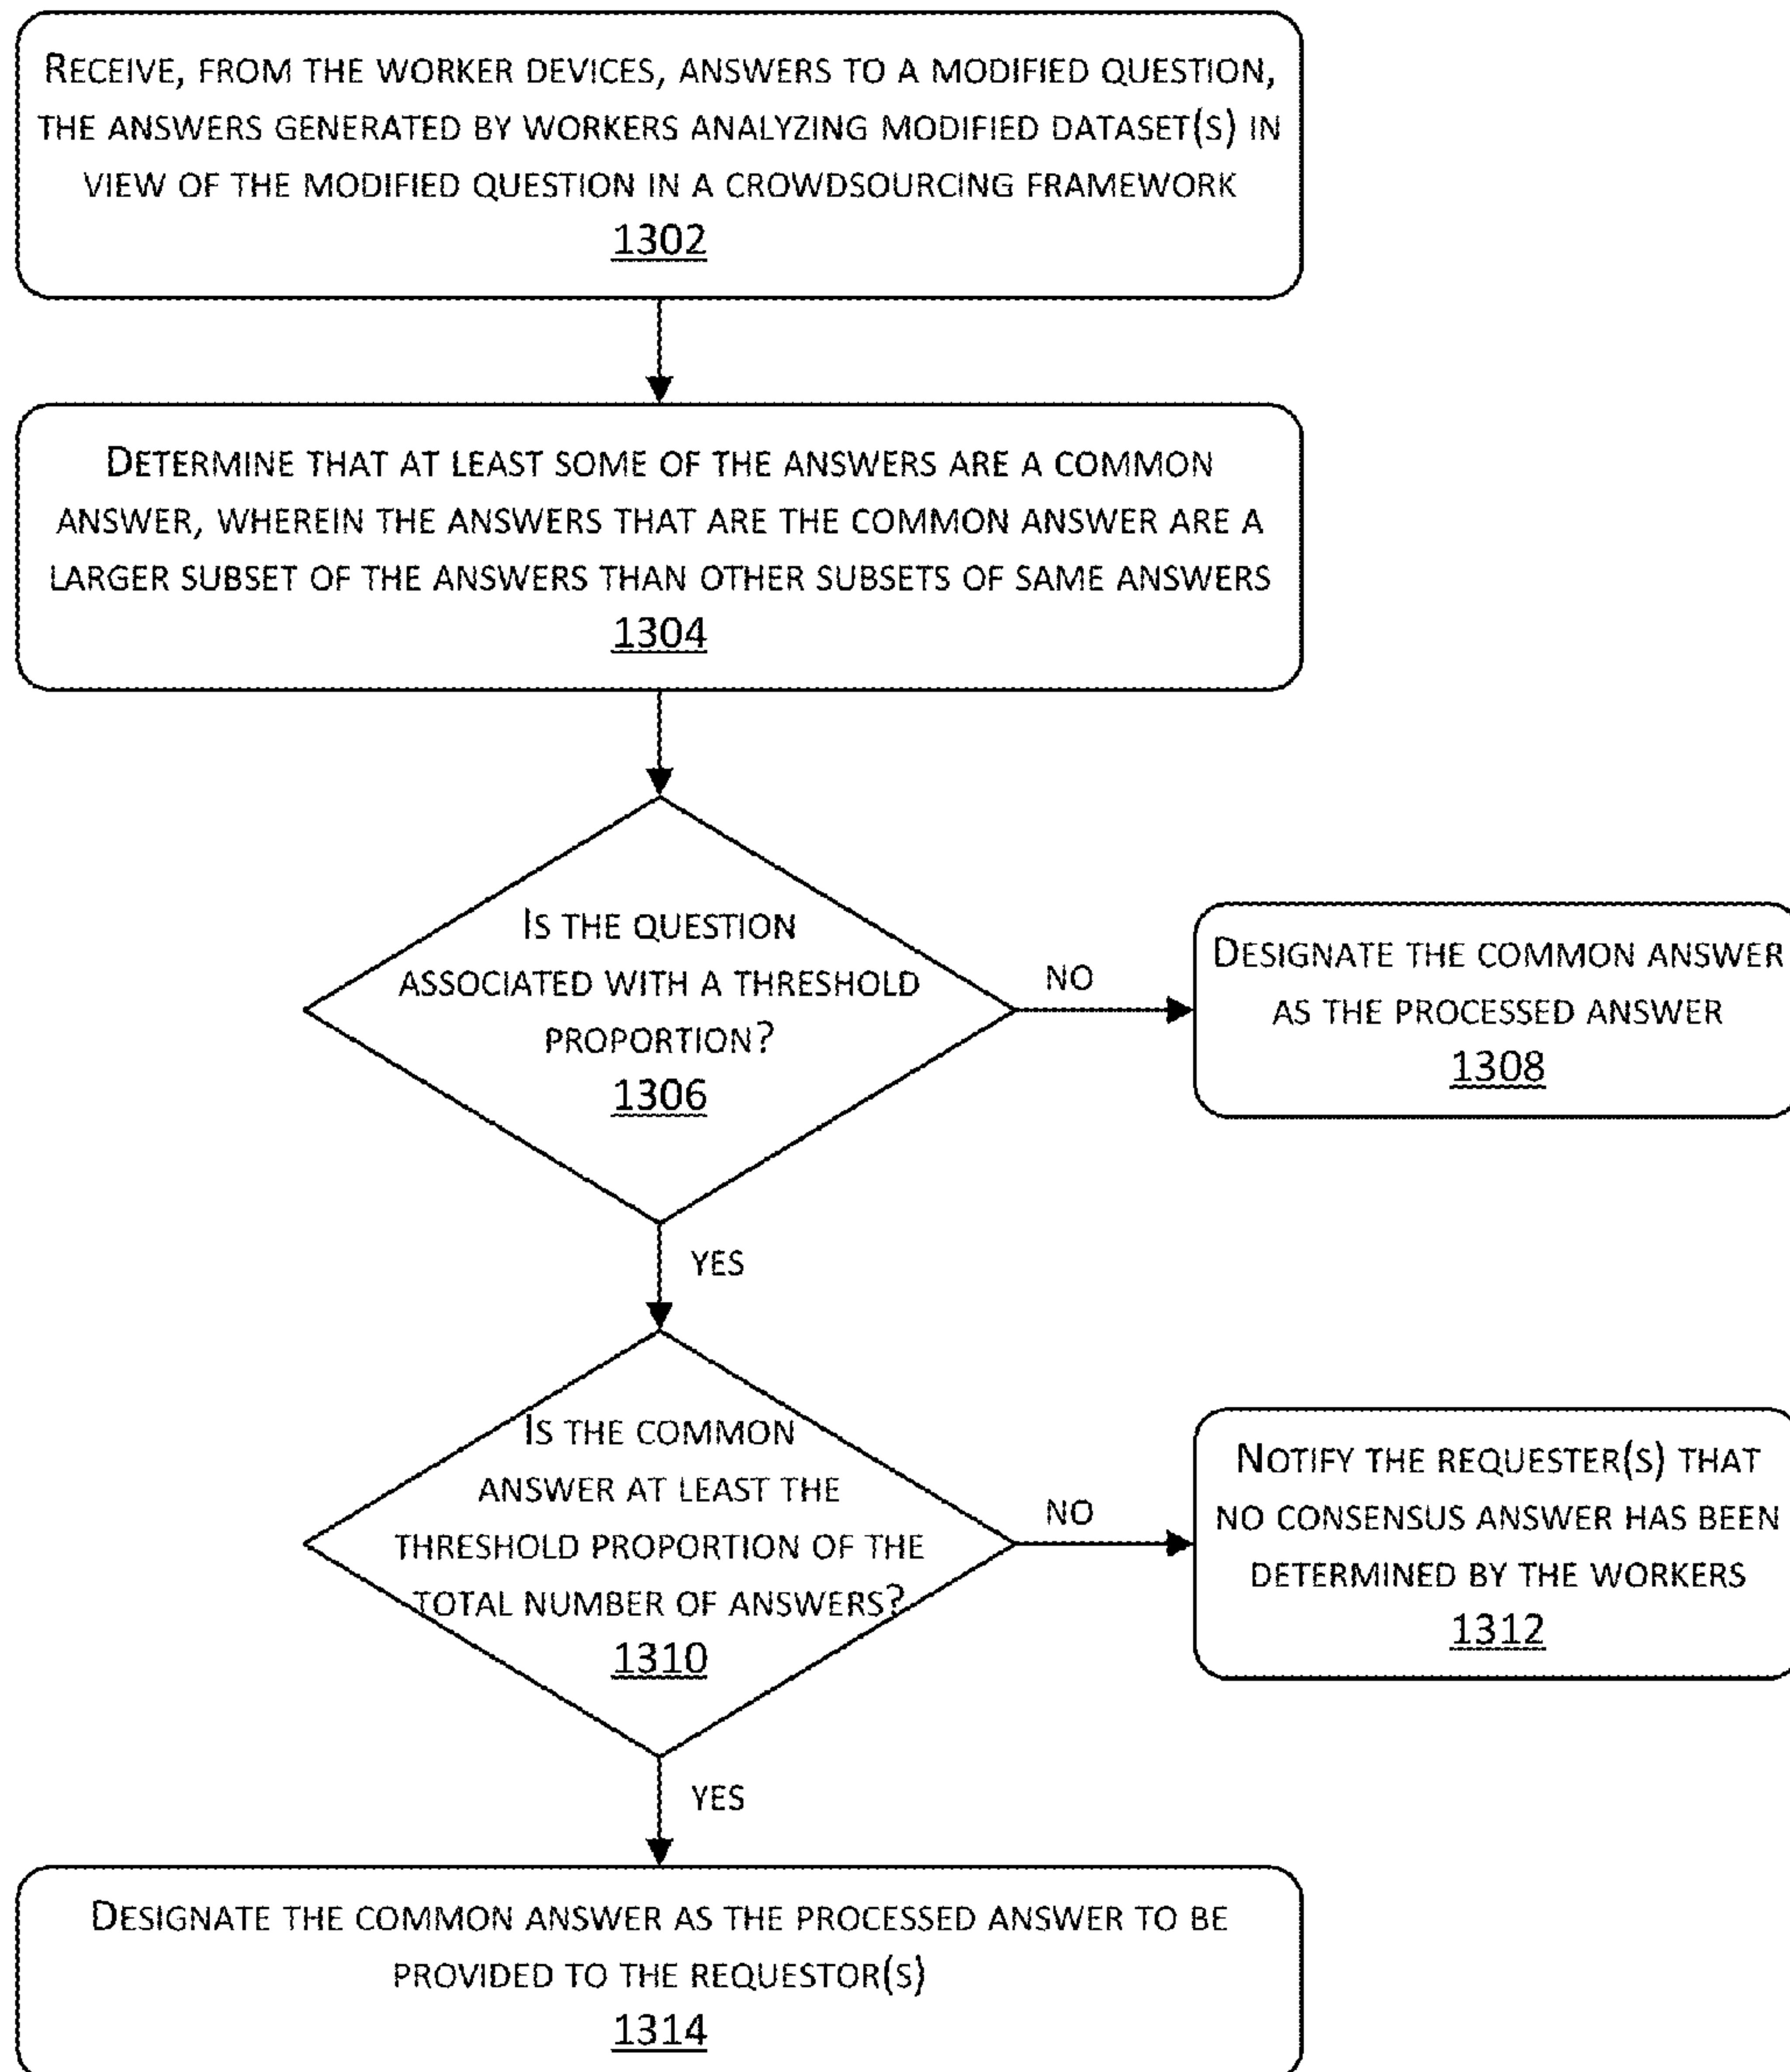 RECEIVE, FROM THE WORKER DEVICES, ANSWERS TO A MODIFIED QUESTION,
THE ANSWERS GENERATED BY WORKERS ANALYZING MODIFIED DATASET(S) IN
VIEW OF THE MODIFIED QUESTION IN A CROWDSOURCING FRAMEWORK
1302
DETERMINE THAT AT LEAST SOME OF THE ANSWERS ARE A COMMON
ANSWER, WHEREIN THE ANSWERS THAT ARE THE COMMON ANSWER ARE A
LARGER SUBSET OF THE ANSWERS THAN OTHER SUBSETS OF SAME ANSWERS
1304
IS THE QUESTION
ASSOCIATED WITH A THRESHOLD
PROPORTION?
1306
NO
DESIGNATE THE COMMON ANSWER
AS THE PROCESSED ANSWER
1308
YES
IS THE COMMON
ANSWER AT LEAST THE
THRESHOLD PROPORTION OF THE
TOTAL NUMBER OF ANSWERS?
1310
NO
NOTIFY THE REQUESTER(S) THAT
NO CONSENSUS ANSWER HAS BEEN
DETERMINED BY THE WORKERS
1312
YES
DESIGNATE THE COMMON ANSWER AS THE PROCESSED ANSWER TO BE
PROVIDED TO THE REQUESTOR(S)
1314